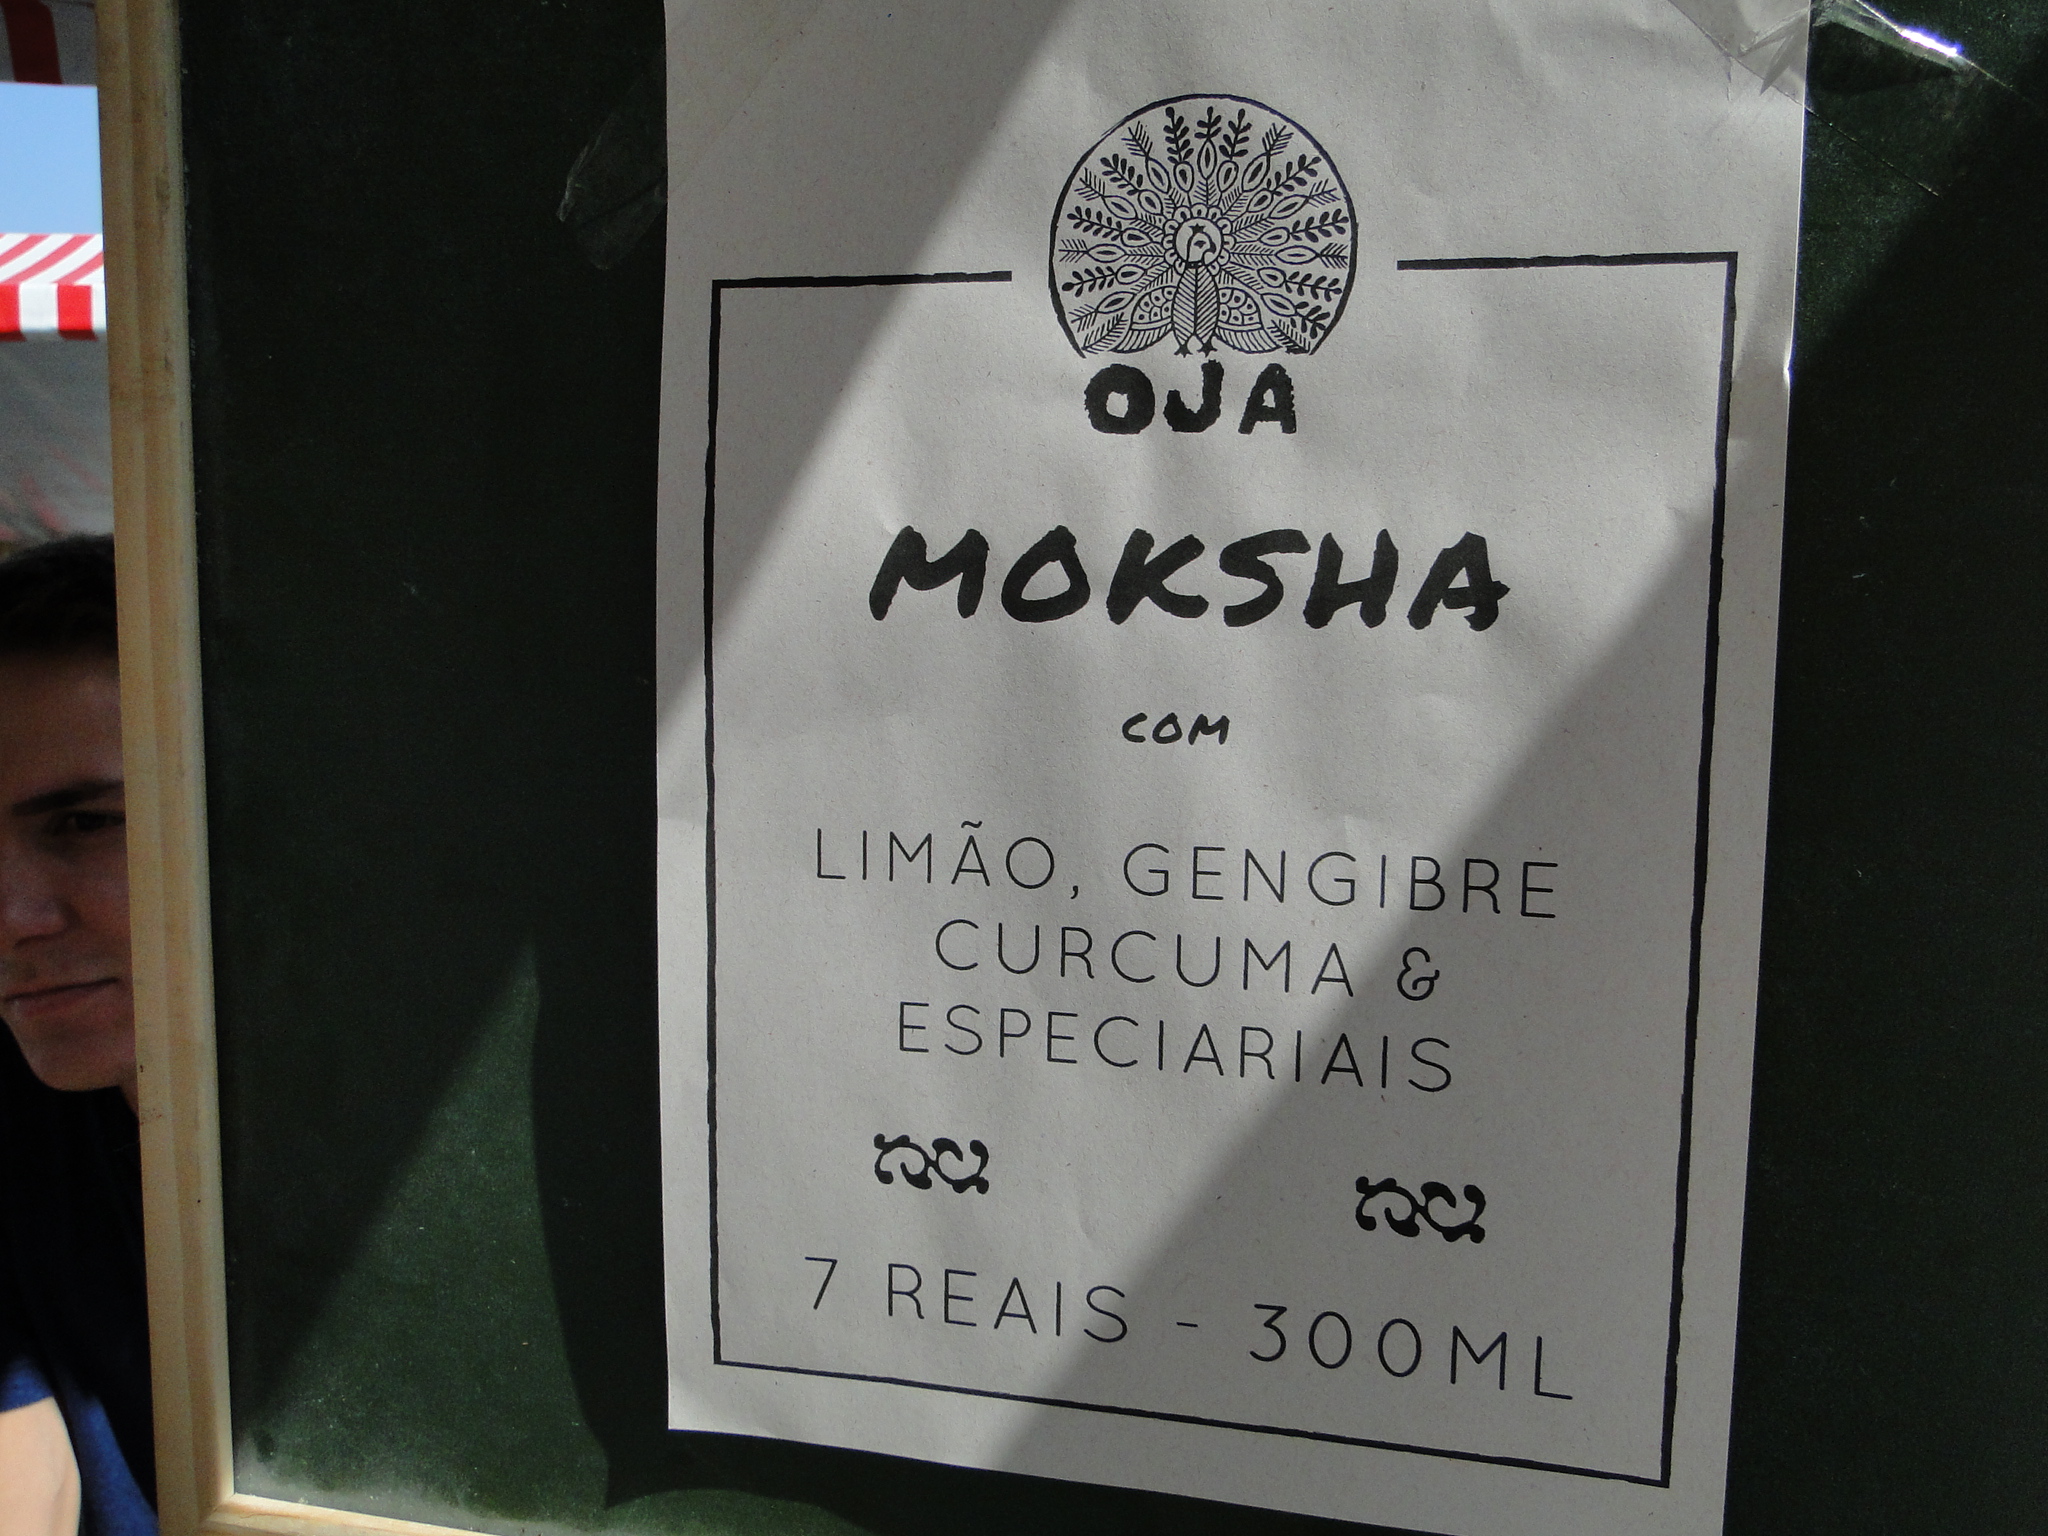 OJA
MOKSHA
COM
LIMÃO, GENGIBRE
CURCUMA &
ESPECIARIAIS
7 REAIS - 300ML